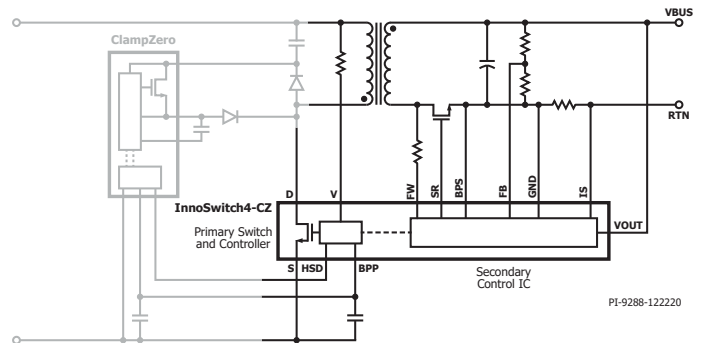 VBUS
ClampZero
RTN
FW
SR
BPS
FB
GND
IS
D
V
InnoSwitch4-CZ
VOUT
Primary Switch
and Controller
S
HSD
BPP
Secondary
Control IC
PI-9288-122220